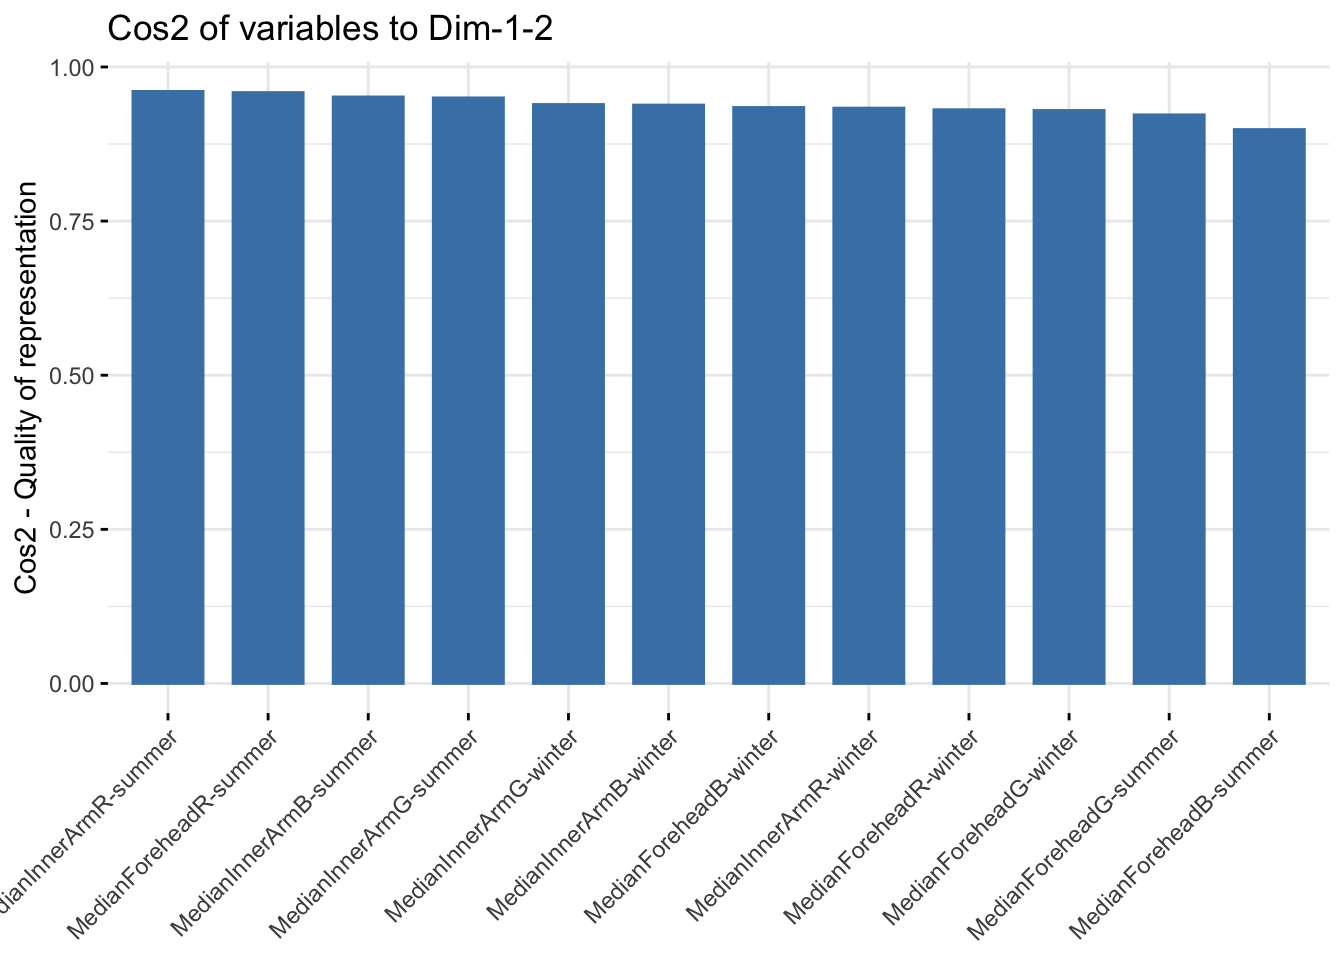 Cos2 of variables to Dim-1-2
Cos2 - Quality of representation
1.00
0.75
0.50
0.25
0.00
dianInnerArmR-summer
MedianForeheadR-summer
MedianInnerArmB-summer
MedianInnerArmG-summer
MedianInnerArmG-winter
MedianInnerArmB-winter
MedianForeheadB-winter
MedianInnerArmR-winter
MedianForeheadR-winter
MedianForeheadG-winter
MedianForeheadG-summer
MedianForeheadB-summer